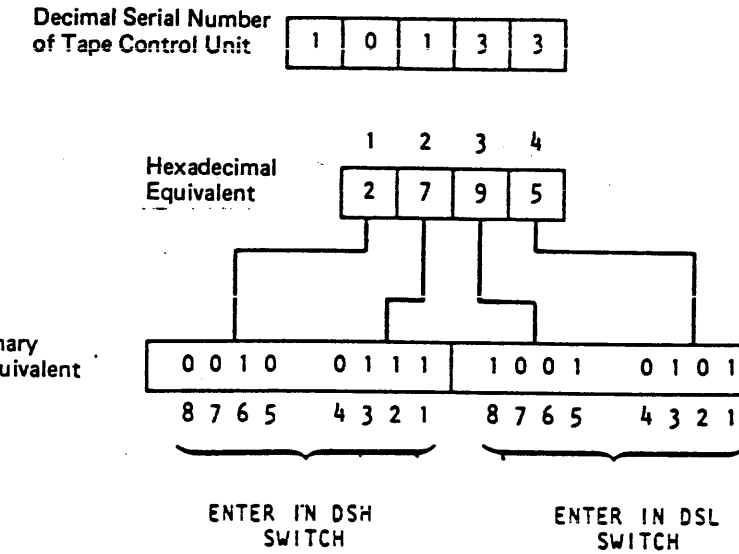 Decimal Serial Number
of Tape Control Unit
1 0 1 3 3
1 2 3 4
Hexadecimal
Equivalent
2 7 9 5
0 0 1 0 0 1 1 1 1 0 0 1 0 1 0 1
8 7 6 5 4 3 2 1 8 7 6 5 4 3 2 1
ENTER IN DSH
SWITCH
ENTER IN DSL
SWITCH